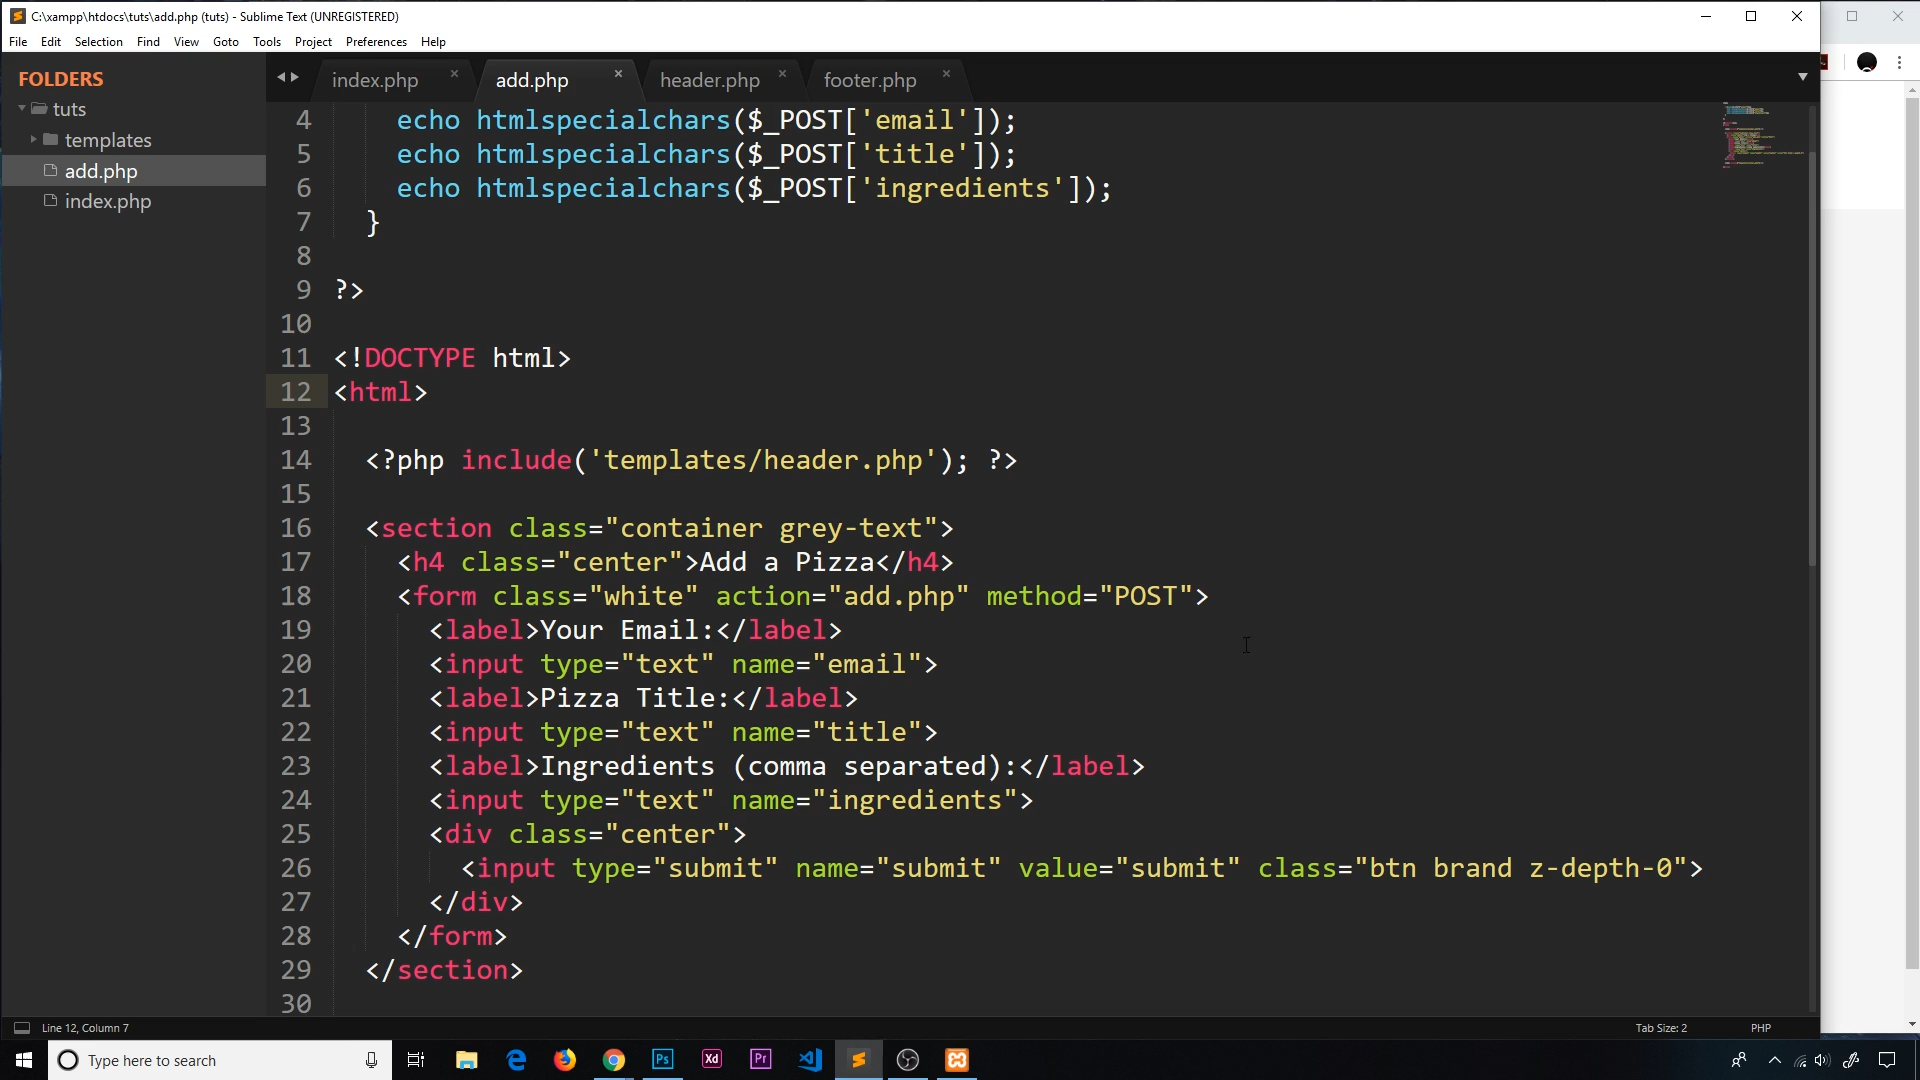 C:\xampp\htdocs\tuts\add.php (tuts) - Sublime Text (UNREGISTERED)
File Edit Selection Find View Goto Tools Project Preferences Help
FOLDERS
tuts
templates
add.php
index.php
index.php × add.php × header.php × footer.php ×
4 echo htmlspecialchars($_POST['email']);
5 echo htmlspecialchars($_POST['title']);
6 echo htmlspecialchars($_POST['ingredients']);
7 }
8
9 ?>
10
11 <!DOCTYPE html>
12 <html>
13
14 <?php include('templates/header.php'); ?>
15
16 <section class="container grey-text">
17 <h4 class="center">Add a Pizza</h4>
18 <form class="white" action="add.php" method="POST">
19 <label>Your Email:</label>
20 <input type="text" name="email">
21 <label>Pizza Title:</label>
22 <input type="text" name="title">
23 <label>Ingredients (comma separated):</label>
24 <input type="text" name="ingredients">
25 <div class="center">
26 <input type="submit" name="submit" value="submit" class="btn brand z-depth-0">
27 </div>
28 </form>
29 </section>
30
Line 12, Column 7
Tab Size: 2 PHP
Type here to search
Ps Xd Pr